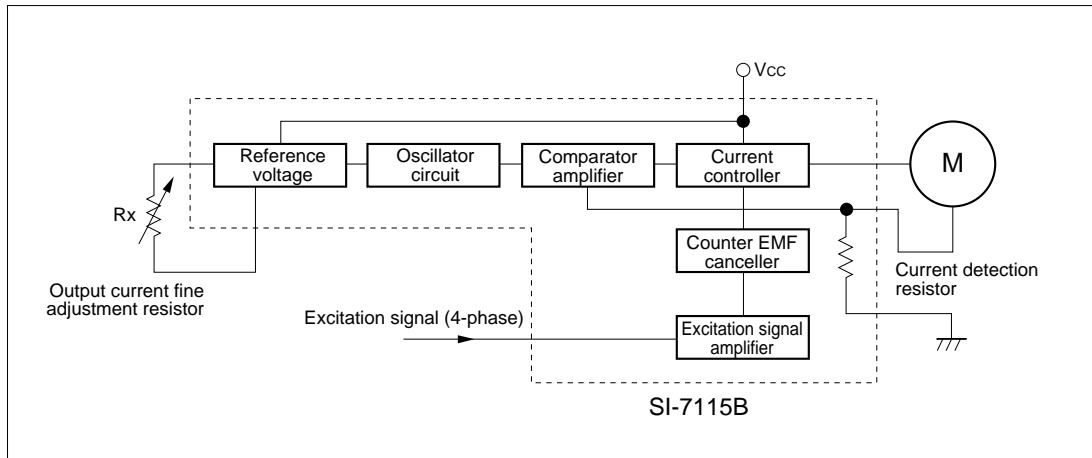 Vcc
Reference
voltage
Oscillator
circuit
Comparator
amplifier
Current
controller
M
Rx
Counter EMF
canceller
Current detection
resistor
Output current fine
adjustment resistor
Excitation signal (4-phase)
Excitation signal
amplifier
SI-7115B